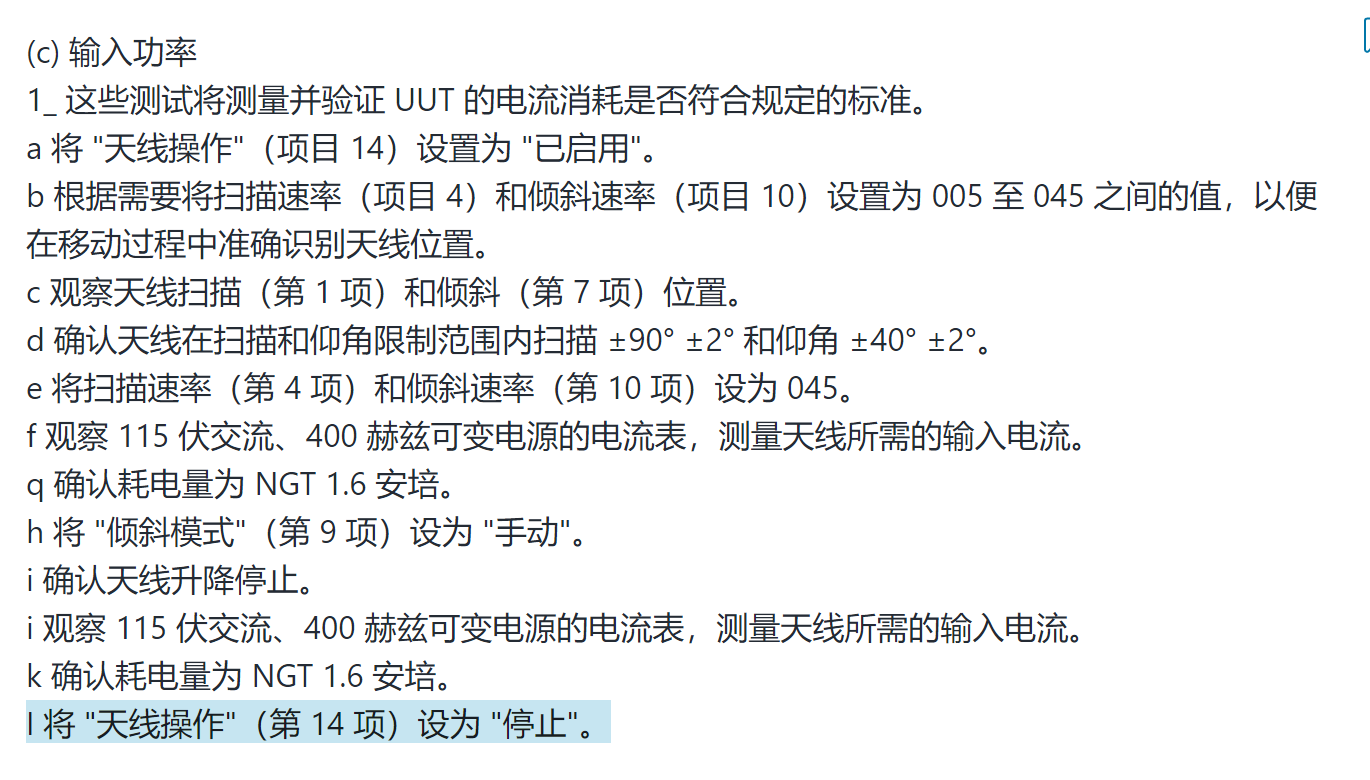 (c) 输入功率
1_ 这些测试将测量并验证 UUT 的电流消耗是否符合规定的标准。
a 将 "天线操作"（项目 14）设置为 "已启用"。
b 根据需要将扫描速率（项目 4）和倾斜速率（项目 10）设置为 005 至 045 之间的值，以便
在移动过程中准确识别天线位置。
c 观察天线扫描（第 1 项）和倾斜（第 7 项）位置。
d 确认天线在扫描和仰角限制范围内扫描 ±90° ±2° 和仰角 ±40° ±2°。
e 将扫描速率（第 4 项）和倾斜速率（第 10 项）设为 045。
f 观察 115 伏交流、400 赫兹可变电源的电流表，测量天线所需的输入电流。
q 确认耗电量为 NGT 1.6 安培。
h 将 "倾斜模式"（第 9 项）设为 "手动"。
i 确认天线升降停止。
i 观察 115 伏交流、400 赫兹可变电源的电流表，测量天线所需的输入电流。
k 确认耗电量为 NGT 1.6 安培。
l 将 "天线操作"（第 14 项）设为 "停止"。